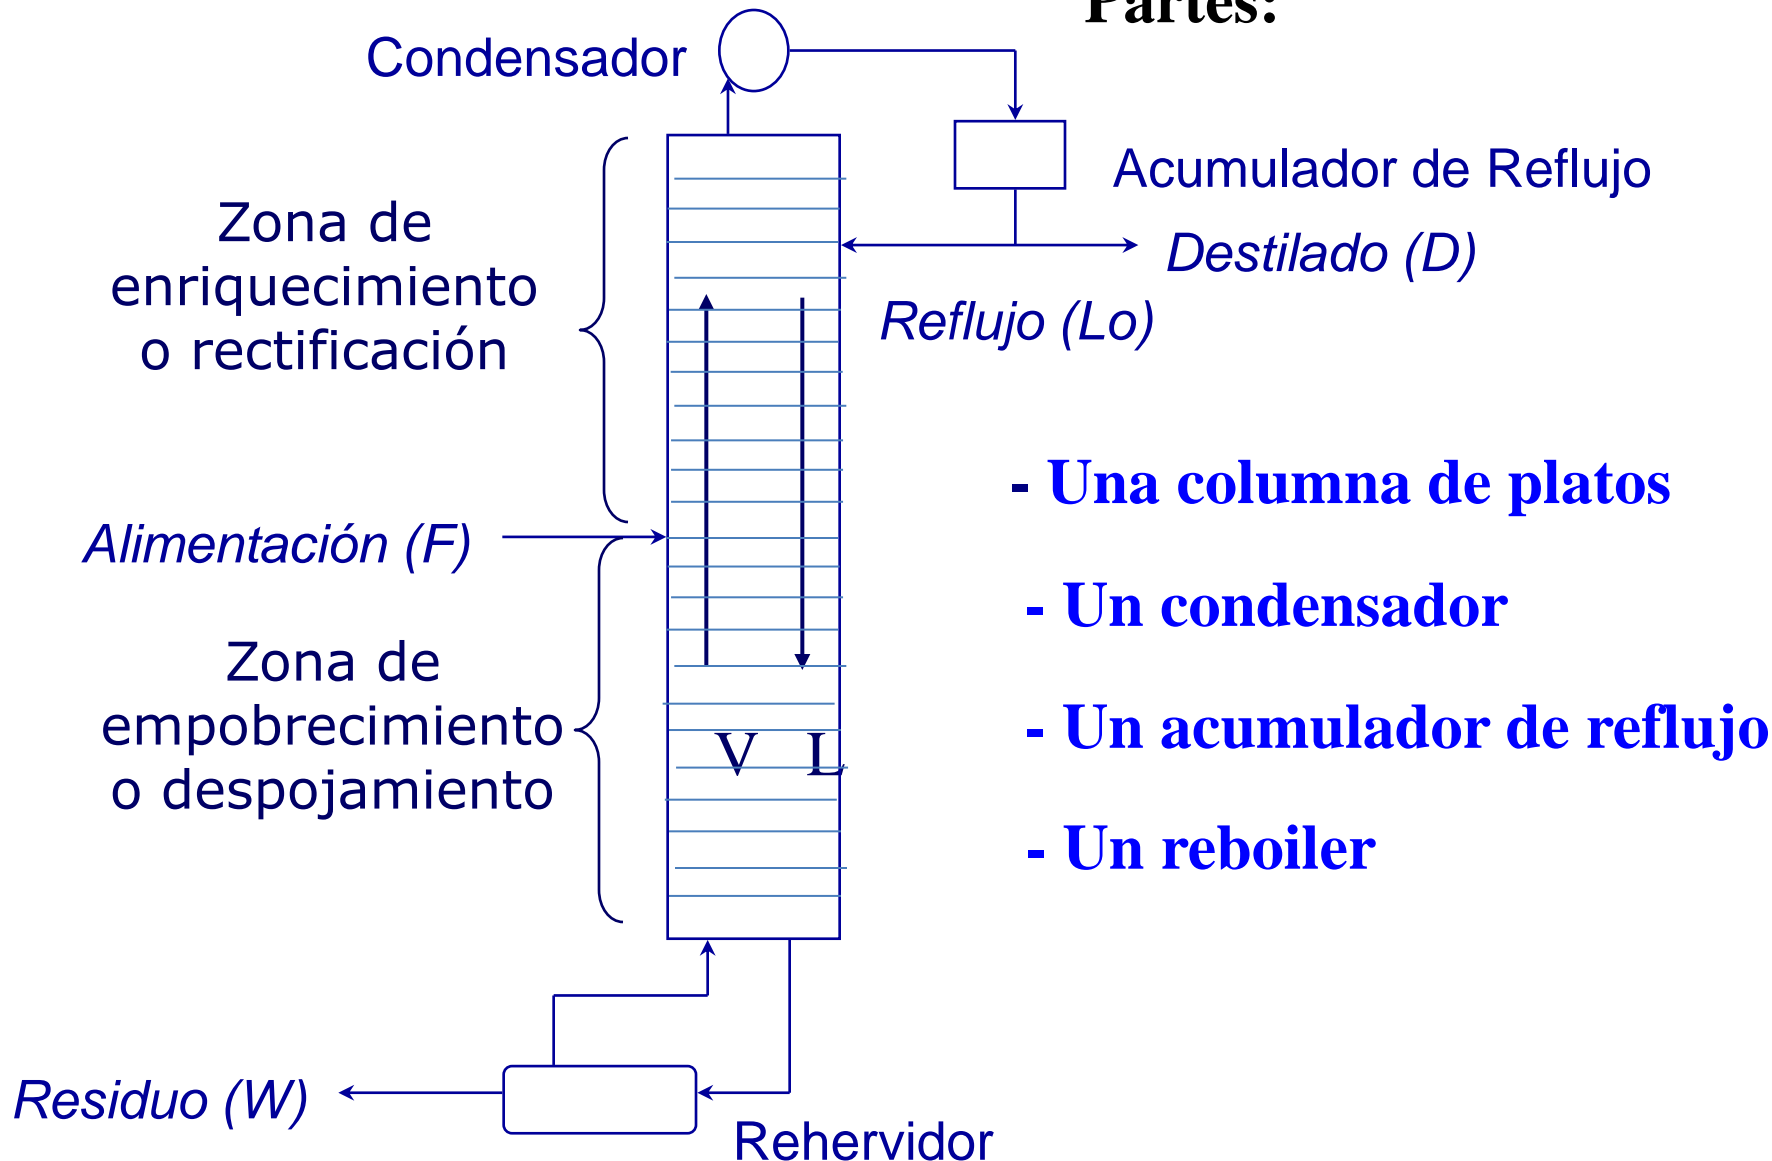 Partes:
Condensador
Acumulador de Reflujo
Zona de
enriquecimiento
o rectificación
Destilado (D)
Reflujo (Lo)
- Una columna de platos
Alimentación (F)
- Un condensador
Zona de
empobrecimiento
o despojamiento
- Un acumulador de reflujo
V L
- Un reboiler
Residuo (W)
Rehervidor